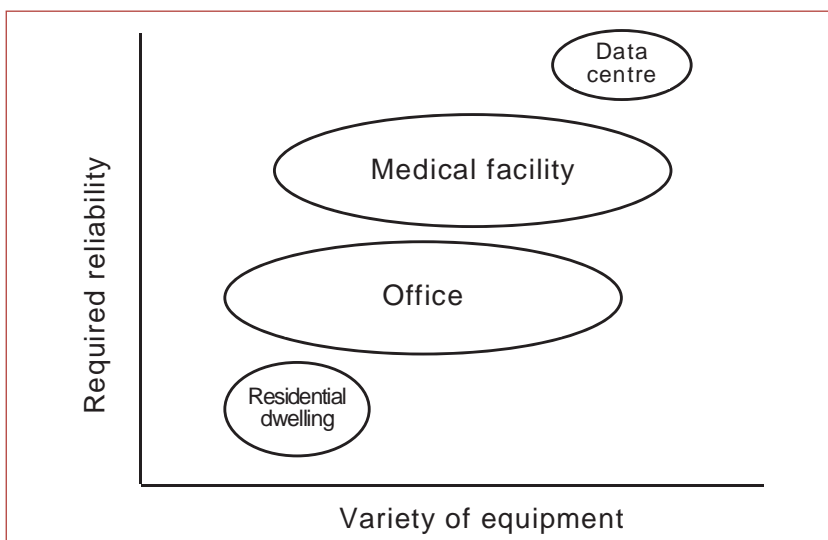 Data
centre
Medical facility
Office
Residential
dwelling
Required reliability
Variety of equipment